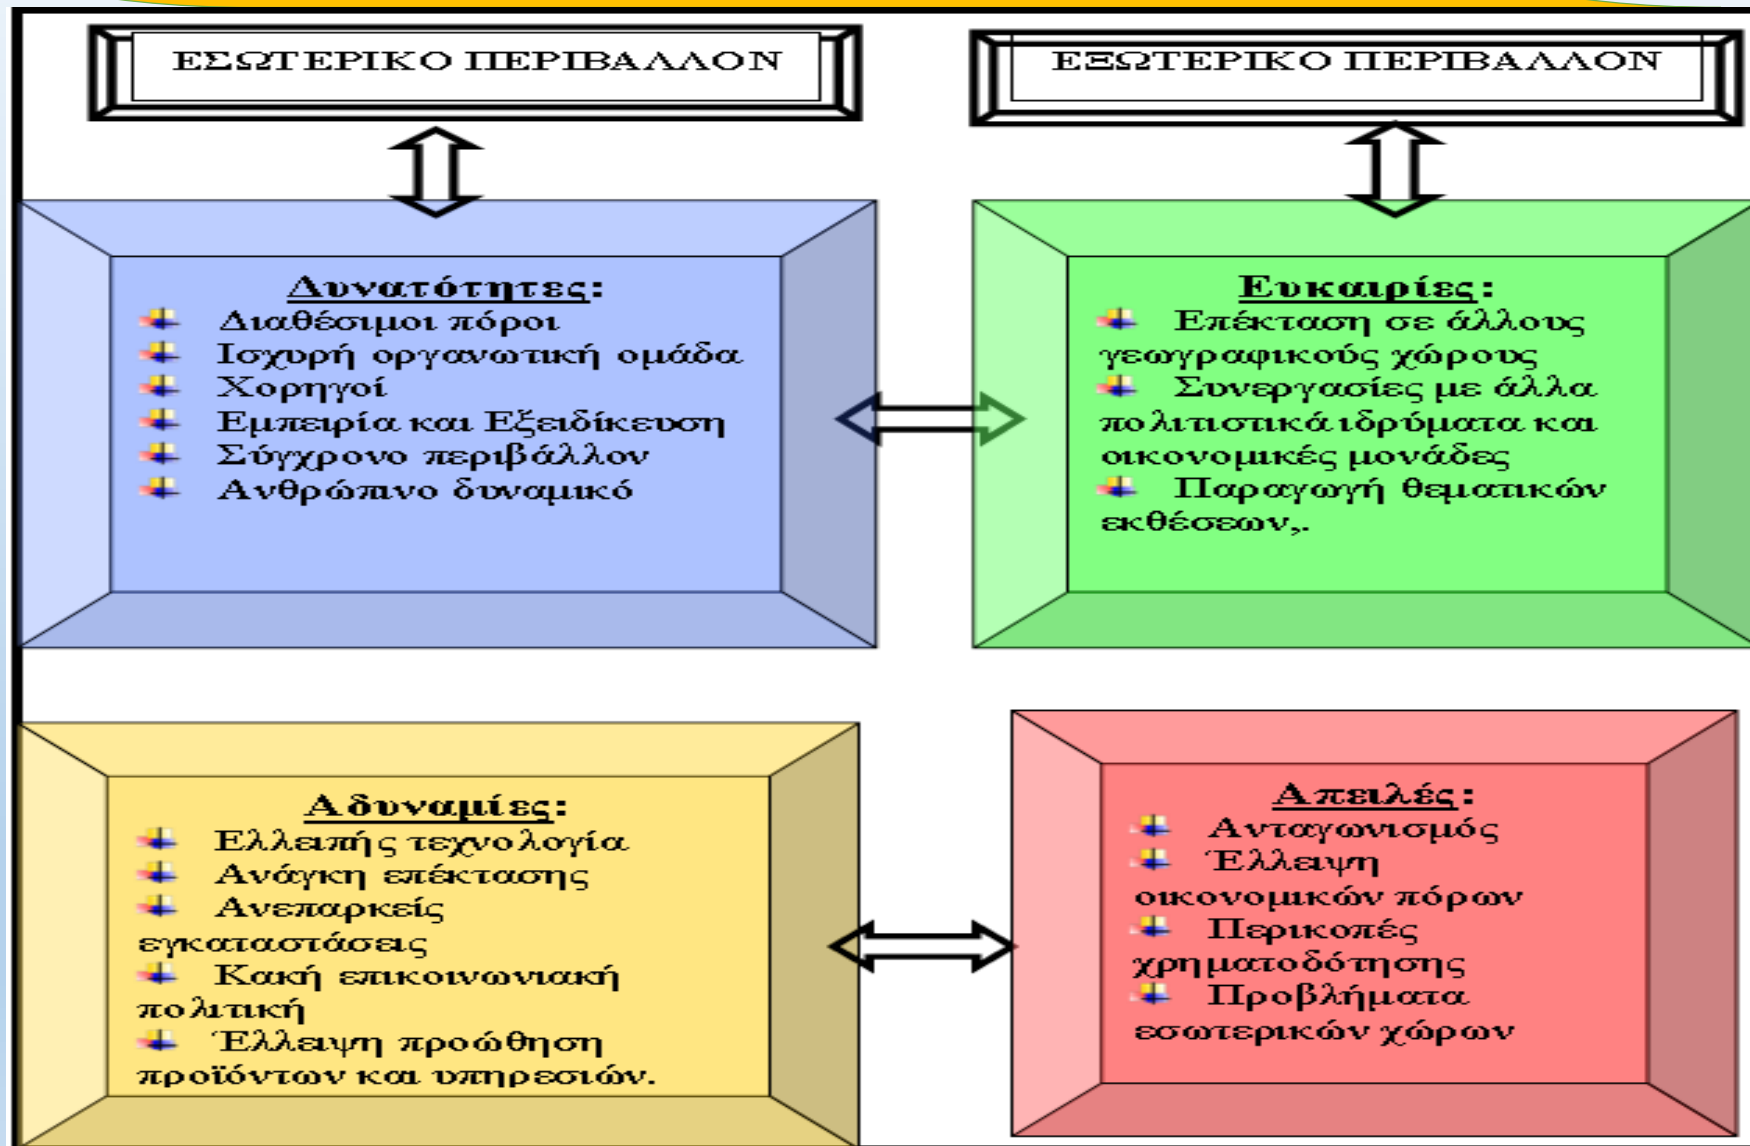 ΕΣΩΤΕΡΙΚΟ ΠΕΡΙΒΑΛΛΟΝ
ΕΞΩΤΕΡΙΚΟ ΠΕΡΙΒΑΛΛΟΝ
Δυνατότητες:
Διαθέσιμοι πόροι
Ισχυρή οργανωτική ομάδα
Χορηγοί
Εμπειρία και Εξειδίκευση
Σύγχρονο περιβάλλον
Ανθρώπινο δυναμικό
Ευκαιρίες:
Επέκταση σε άλλους
γεωγραφικούς χώρους
Συνεργασίες με άλλα
πολιτιστικά ιδρύματα και
οικονομικές μονάδες
Παραγωγή θεματικών
εκθέσεων,.
Αδυναμίες:
Ελλειπής τεχνολογία
Ανάγκη επέκτασης
Ανεπαρκείς
εγκαταστάσεις
Κακή επικοινωνιακή
πολιτική
Έλλειψη προώθηση
προϊόντων και υπηρεσιών.
Απειλές:
Ανταγωνισμός
Έλλειψη
οικονομικών πόρων
Περικοπές
χρηματοδότησης
Προβλήματα
εσωτερικών χώρων